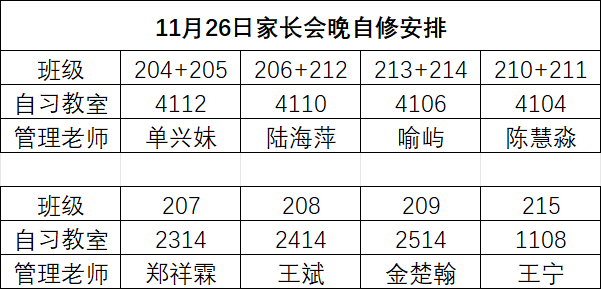 11月26日家长会晚自修安排
班级 204+205 206+212 213+214 210+211
自习教室 4112 4110 4106 4104
管理老师 单兴妹 陆海萍 喻屿 陈慧淼
班级 207 208 209 215
自习教室 2314 2414 2514 1108
管理老师 郑祥霖 王斌 金楚翰 王宁